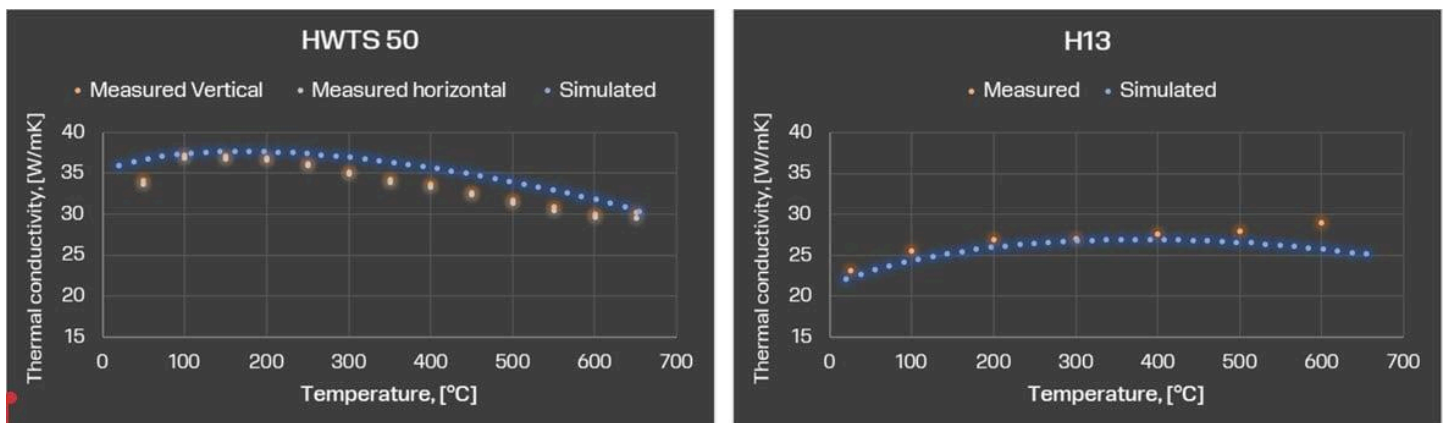 HWTS 50
Measured Vertical Measured horizontal Simulated
Thermal conductivity, [W/mK]
40
35
30
25
20
15
0 100 200 300 400 500 600 700
Temperature, [°C]
H13
Measured Simulated
Thermal conductivity, [W/mK]
40
35
30
25
20
15
0 100 200 300 400 500 600 700
Temperature, [°C]